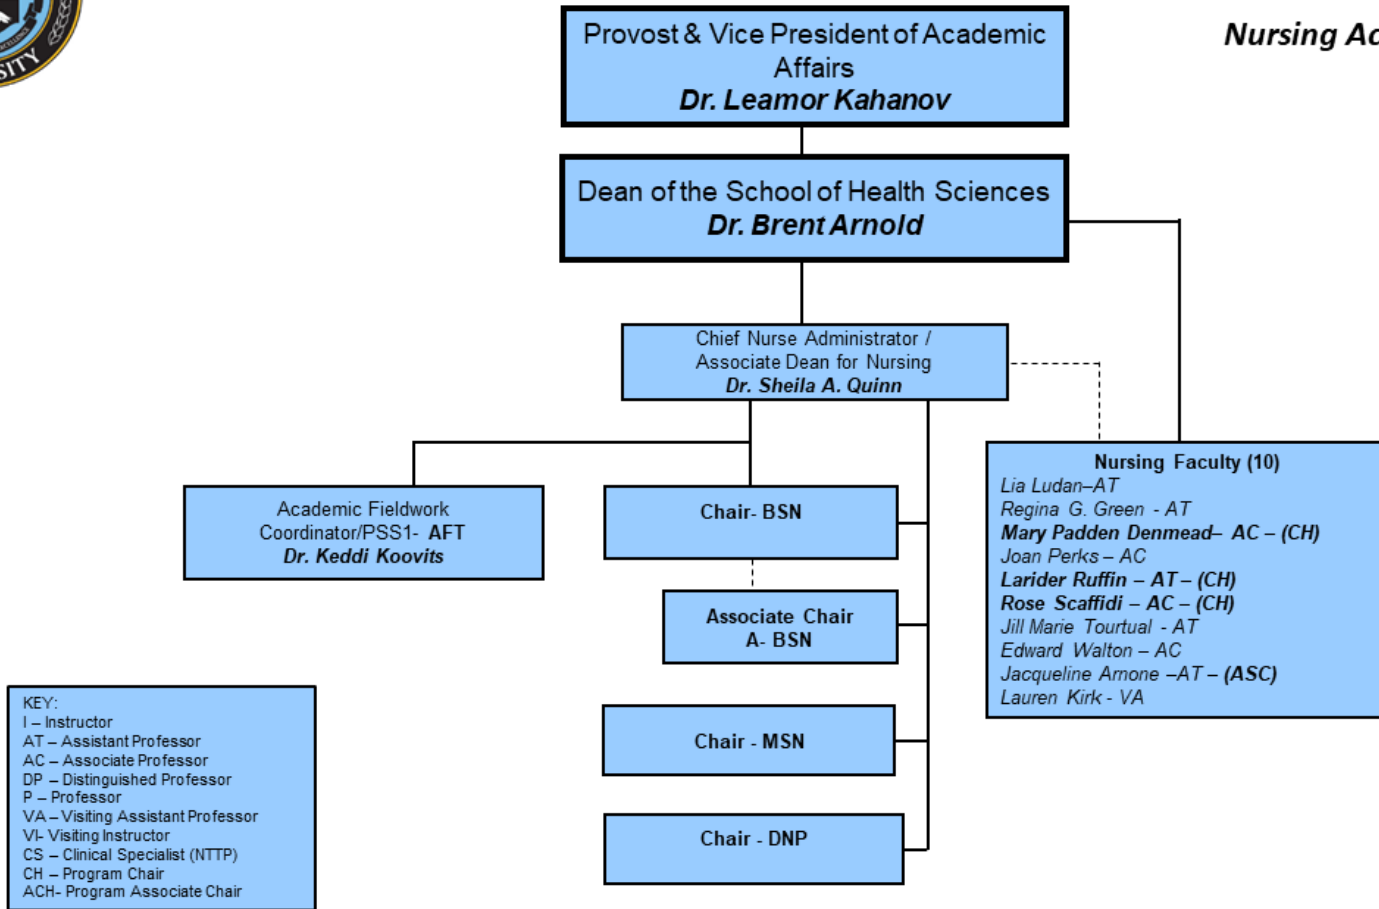 SITY
Nursing Ac
Provost & Vice President of Academic
Affairs
Dr. Leamor Kahanov
Dean of the School of Health Sciences
Dr. Brent Arnold
Chief Nurse Administrator /
Associate Dean for Nursing
Dr. Sheila A. Quinn
Academic Fieldwork
Coordinator/PSS1- AFT
Dr. Keddi Koovits
Chair- BSN
Associate Chair
A- BSN
Chair - MSN
Chair - DNP
Nursing Faculty (10)
Lia Ludan–AT
Regina G. Green - AT
Mary Padden Denmead– AC – (CH)
Joan Perks – AC
Larider Ruffin – AT – (CH)
Rose Scaffidi – AC – (CH)
Jill Marie Tourtual - AT
Edward Walton – AC
Jacqueline Arnone –AT – (ASC)
Lauren Kirk - VA
KEY:
I – Instructor
AT – Assistant Professor
AC – Associate Professor
DP – Distinguished Professor
P – Professor
VA – Visiting Assistant Professor
VI- Visiting Instructor
CS – Clinical Specialist (NTTP)
CH – Program Chair
ACH- Program Associate Chair